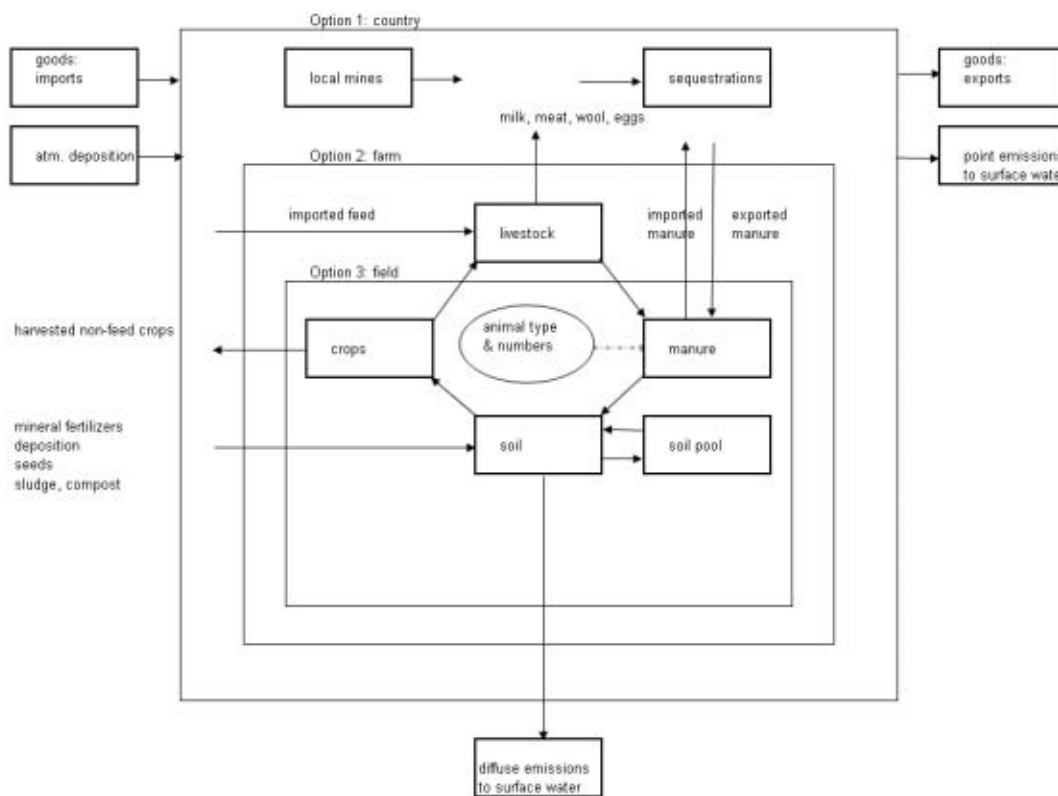 Option 1: country
goods:
imports
local mines
sequestrations
goods:
exports
milk, meat, wool, eggs
atm. deposition
Option 2: farm
point emissions
to surface water
imported feed
livestock
imported
manure
exported
manure
Option 3: field
harvested non-feed crops
crops
animal type
& numbers
manure
mineral fertilizers
deposition
seeds
sludge, compost
soil
soil pool
diffuse emissions
to surface water